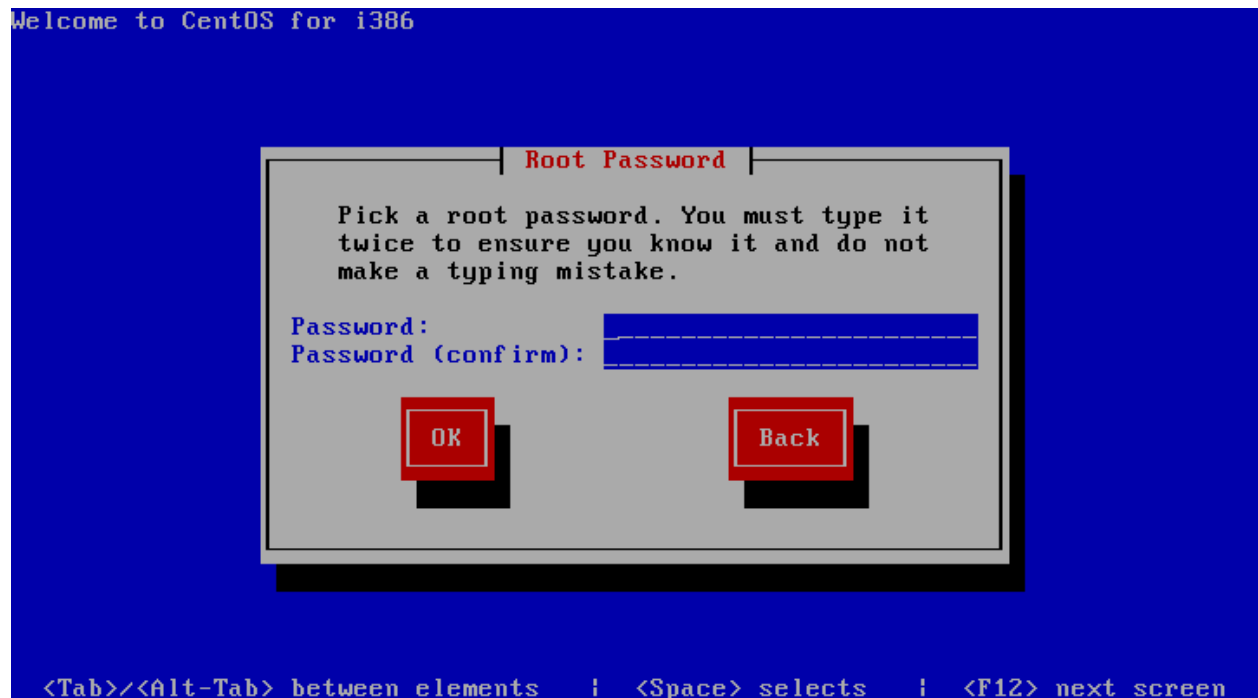 Welcome to CentOS for i386
Root Password
Pick a root password. You must type it
twice to ensure you know it and do not
make a typing mistake.
Password:
Password (confirm):
OK Back
<Tab>/<Alt-Tab> between elements | <Space> selects | <F12> next screen